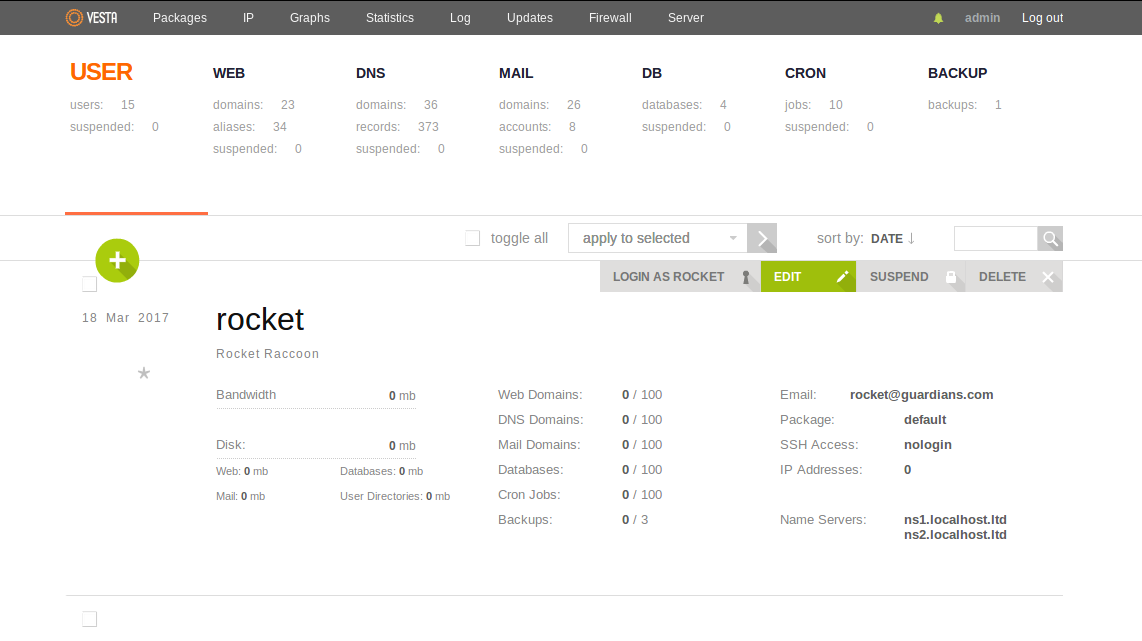 VESTA Packages IP Graphs Statistics Log Updates Firewall Server admin Log out
USER WEB DNS MAIL DB CRON BACKUP
users: 15 domains: 23 domains: 36 domains: 26 databases: 4 jobs: 10 backups: 1
suspended: 0 aliases: 34 records: 373 accounts: 8 suspended: 0 suspended: 0
suspended: 0 suspended: 0 suspended: 0
toggle all apply to selected sort by: DATE ↓
LOGIN AS ROCKET EDIT SUSPEND DELETE
18 Mar 2017 rocket
Rocket Raccoon
Bandwidth 0 mb Web Domains: 0 / 100 Email: rocket@guardians.com
DNS Domains: 0 / 100 Package: default
Disk: 0 mb Mail Domains: 0 / 100 SSH Access: nologin
Web: 0 mb Databases: 0 mb Databases: 0 / 100 IP Addresses: 0
Mail: 0 mb User Directories: 0 mb Cron Jobs: 0 / 100
Backups: 0 / 3 Name Servers: ns1.localhost.ltd
ns2.localhost.ltd